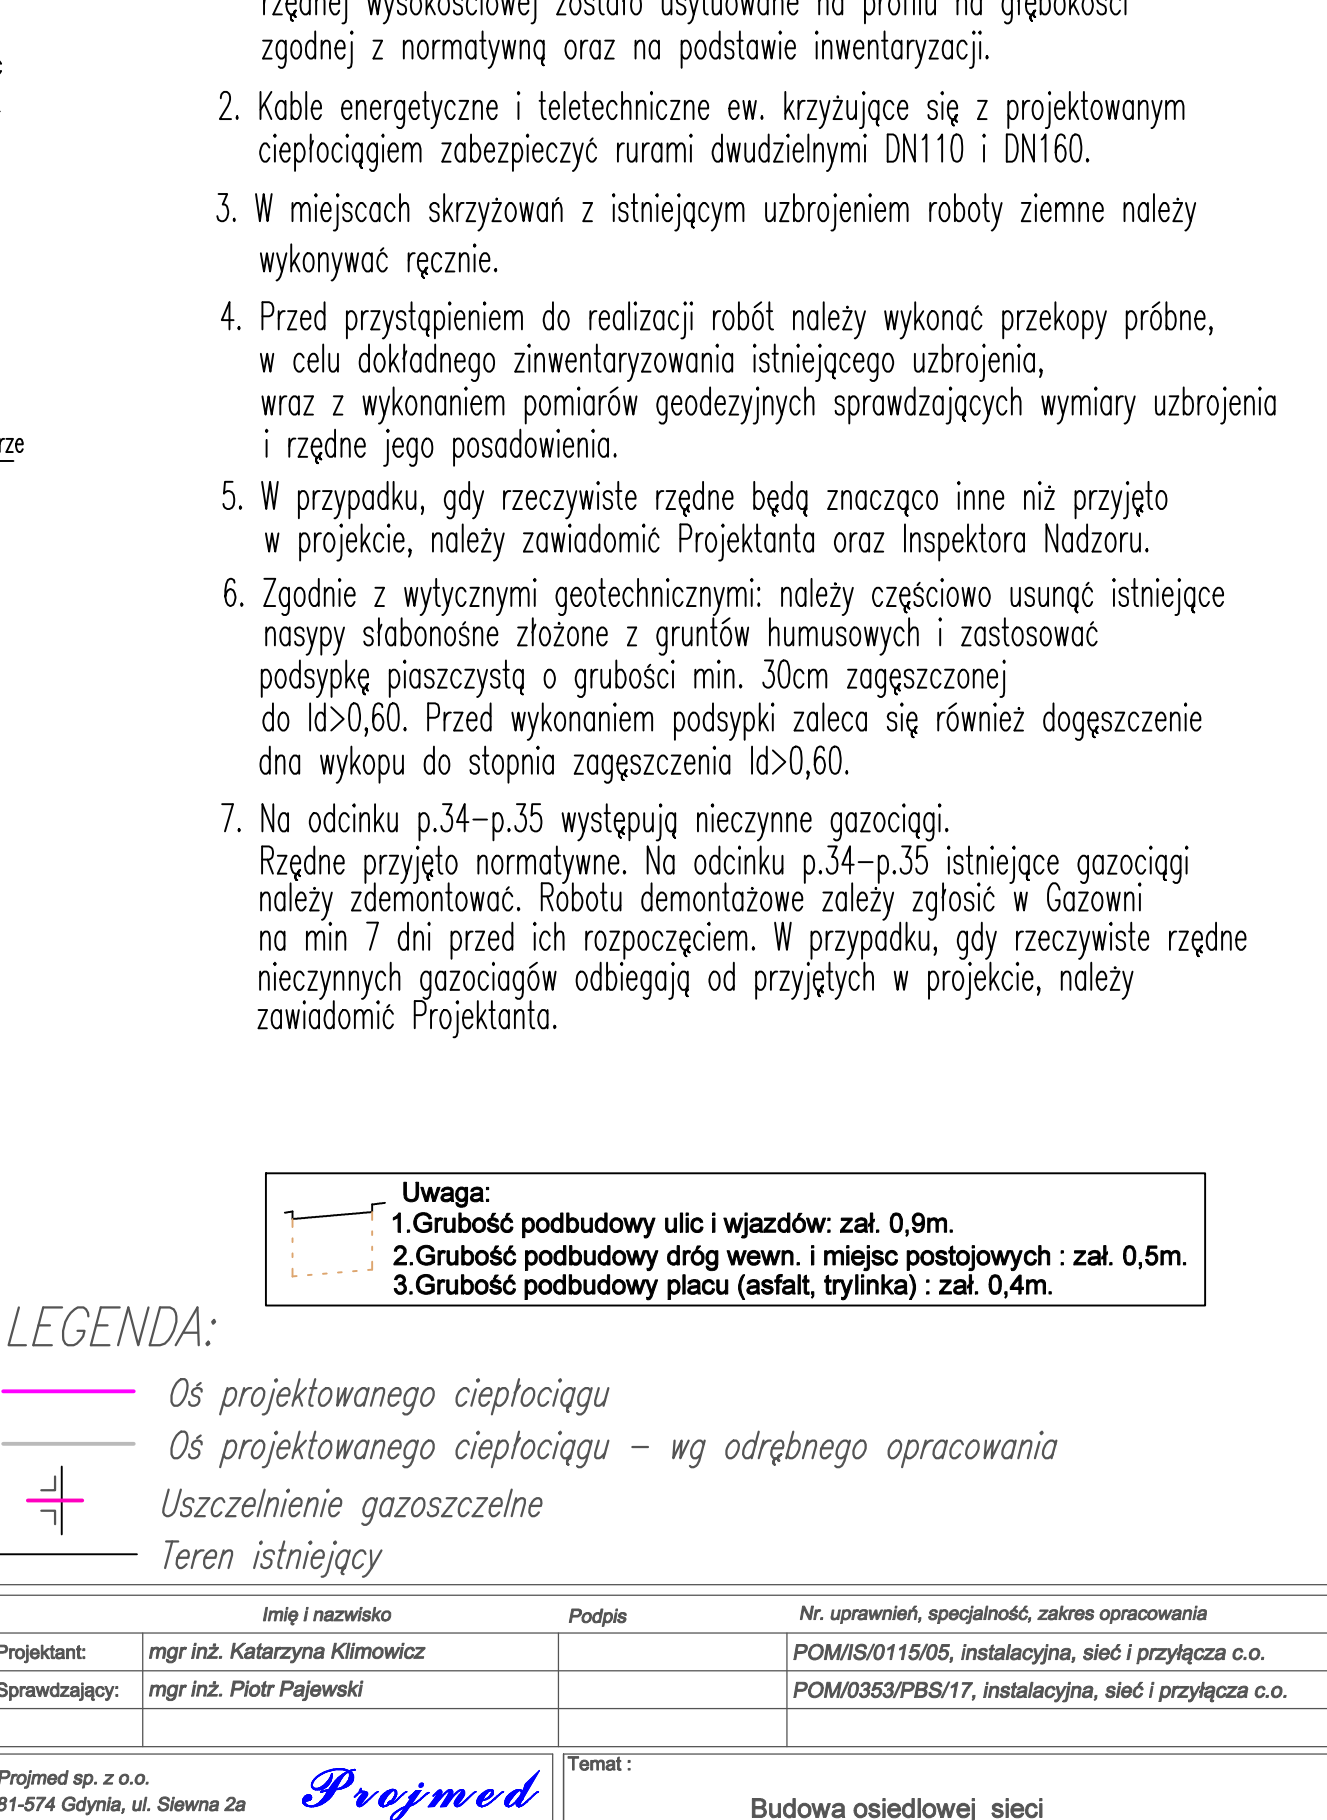 rzędnej wysokościowej zostało usytuowane na profilu na głębokości
zgodnej z normatywną oraz na podstawie inwentaryzacji.
2. Kable energetyczne i teletechniczne ew. krzyżujące się z projektowanym
ciepłociągiem zabezpieczyć rurami dwudzielnymi DN110 i DN160.
3. W miejscach skrzyżowań z istniejącym uzbrojeniem roboty ziemne należy
wykonywać ręcznie.
4. Przed przystąpieniem do realizacji robót należy wykonać przekopy próbne,
w celu dokładnego zinwentaryzowania istniejącego uzbrojenia,
wraz z wykonaniem pomiarów geodezyjnych sprawdzających wymiary uzbrojenia
rze
i rzędne jego posadowienia.
5. W przypadku, gdy rzeczywiste rzędne będą znacząco inne niż przyjęto
w projekcie, należy zawiadomić Projektanta oraz Inspektora Nadzoru.
6. Zgodnie z wytycznymi geotechnicznymi: należy częściowo usunąć istniejące
nasypy słabonośne złożone z gruntów humusowych i zastosować
podsypkę piaszczystą o grubości min. 30cm zagęszczonej
do Id>0,60. Przed wykonaniem podsypki zaleca się również dogęszczenie
dna wykopu do stopnia zagęszczenia Id>0,60.
7. Na odcinku p.34-p.35 występują nieczynne gazociągi.
Rzędne przyjęto normatywne. Na odcinku p.34-p.35 istniejące gazociągi
należy zdemontować. Robotu demontażowe zależy zgłosić w Gazowni
na min 7 dni przed ich rozpoczęciem. W przypadku, gdy rzeczywiste rzędne
nieczynnych gazociagów odbiegają od przyjętych w projekcie, należy
zawiadomić Projektanta.
Uwaga:
1.Grubość podbudowy ulic i wjazdów: zał. 0,9m.
2.Grubość podbudowy dróg wewn. i miejsc postojowych : zał. 0,5m.
3.Grubość podbudowy placu (asfalt, trylinka) : zał. 0,4m.
LEGENDA:
Oś projektowanego ciepłociągu
Oś projektowanego ciepłociągu - wg odrębnego opracowania
Uszczelnienie gazoszczelne
Teren istniejący
Imię i nazwisko Podpis Nr. uprawnień, specjalność, zakres opracowania
Projektant: mgr inż. Katarzyna Klimowicz POM/IS/0115/05, instalacyjna, sieć i przyłącza c.o.
Sprawdzający: mgr inż. Piotr Pajewski POM/0353/PBS/17, instalacyjna, sieć i przyłącza c.o.
Projmed sp. z o.o.
81-574 Gdynia, ul. Siewna 2a
Projmed
Temat :
Budowa osiedlowej sieci